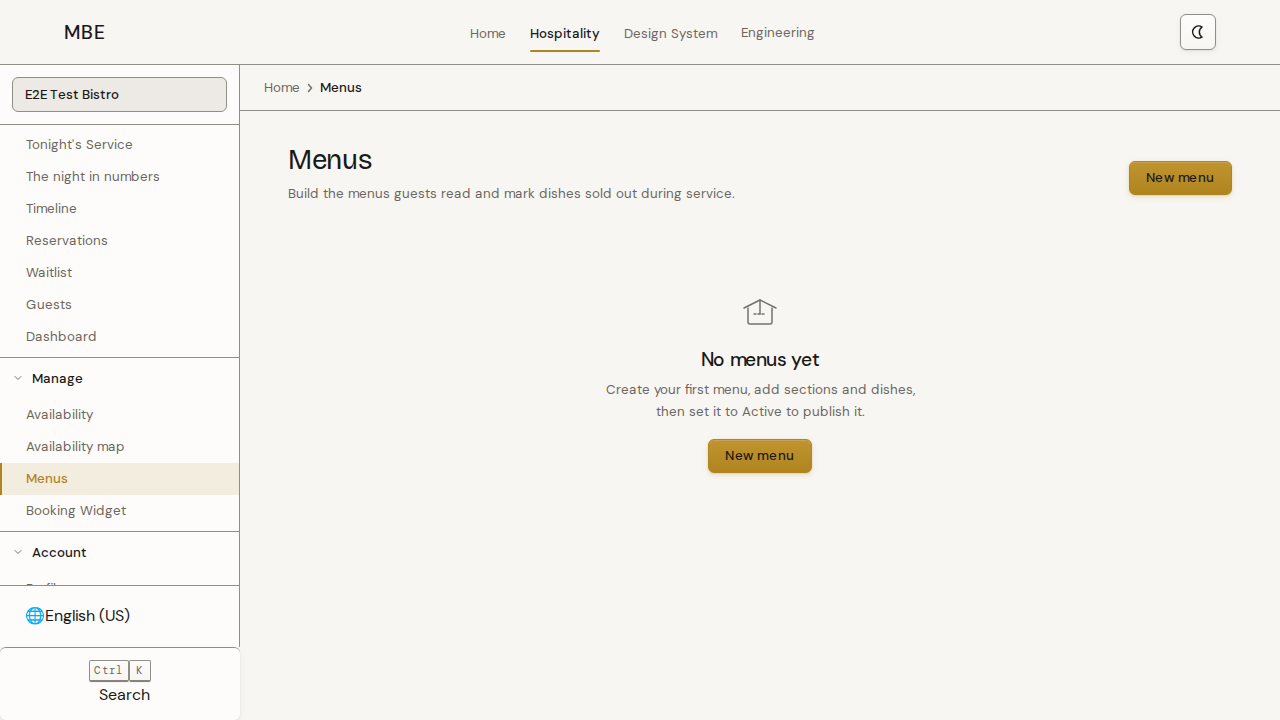 MBE
Home
Hospitality
Design System
Engineering
E2E Test Bistro
Home
Menus
Tonight's Service
The night in numbers
Timeline
Reservations
Waitlist
Guests
Dashboard
Manage
Availability
Availability map
Menus
Booking Widget
Account
English (US)
Ctrl K
Search
Menus
Build the menus guests read and mark dishes sold out during service.
New menu
No menus yet
Create your first menu, add sections and dishes,
then set it to Active to publish it.
New menu